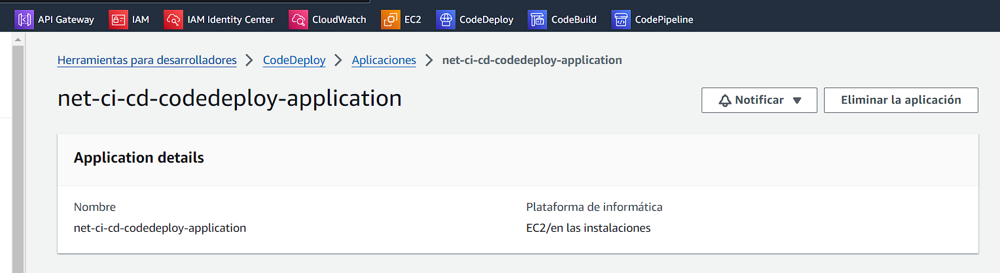 API Gateway IAM IAM Identity Center CloudWatch EC2 CodeDeploy CodeBuild CodePipeline
Herramientas para desarrolladores > CodeDeploy > Aplicaciones > net-ci-cd-codedeploy-application
net-ci-cd-codedeploy-application
Notificar Eliminar la aplicación
Application details
Nombre Plataforma de informática
net-ci-cd-codedeploy-application EC2/en las instalaciones